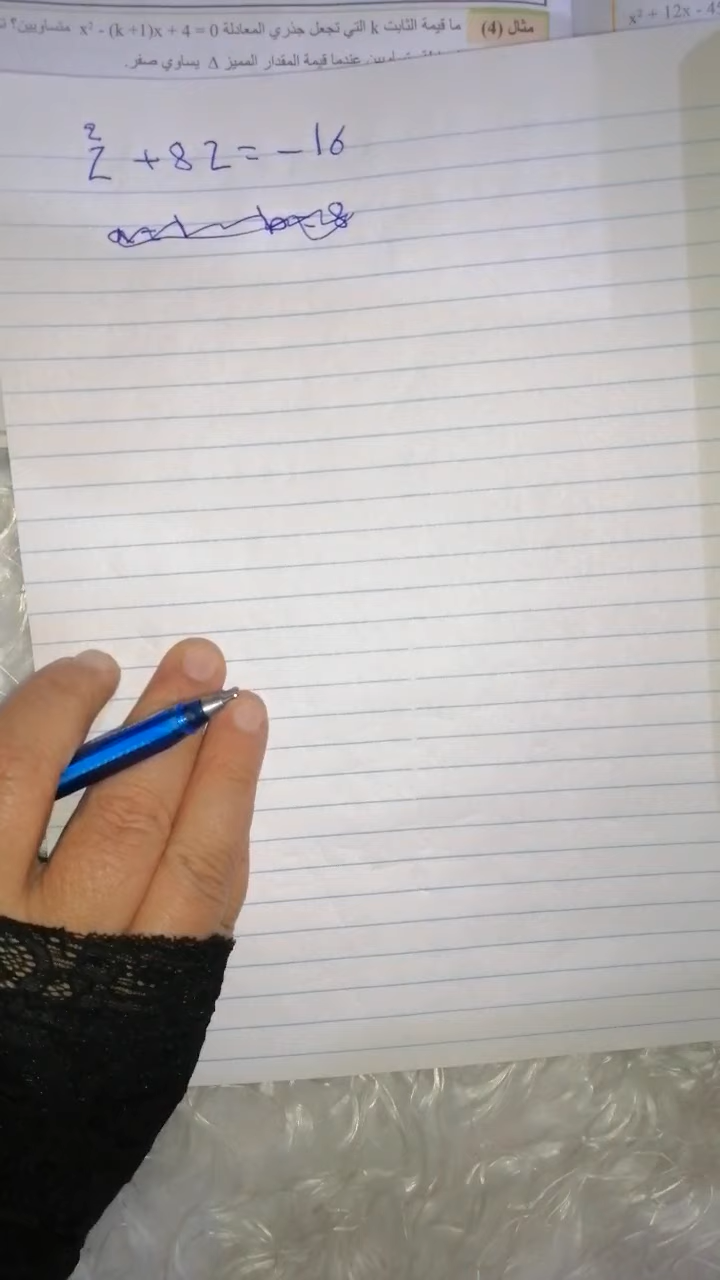 x² + 12x - 4
مثال (4) ما قيمة الثابت k التي تجعل جذري المعادلة x² - (k +1)x + 4 = 0 متساويين؟
عندما قيمة المقدار المميز Δ يساوي صفر.
z² + 8z = -16